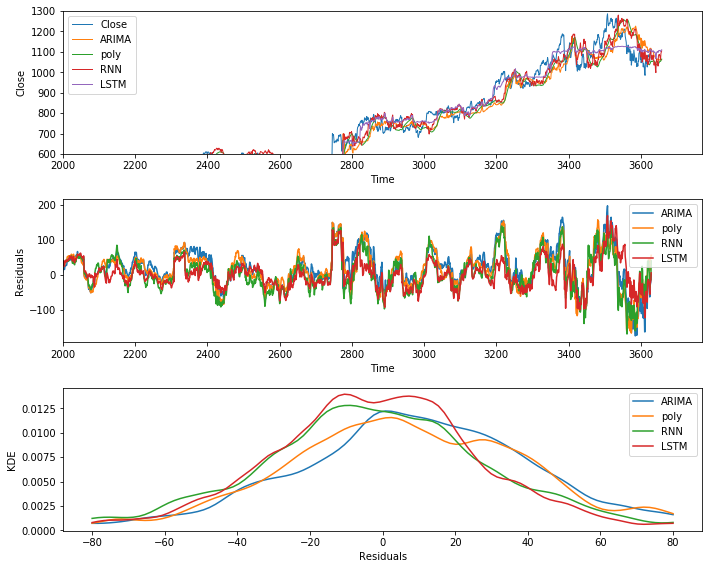 1300
1200
1100
1000
900
800
700
600
Close
Close
ARIMA
poly
RNN
LSTM
2000 2200 2400 2600 2800 3000 3200 3400 3600
Time
200
100
0
−100
Residuals
ARIMA
poly
RNN
LSTM
2000 2200 2400 2600 2800 3000 3200 3400 3600
Time
0.0125
0.0100
0.0075
0.0050
0.0025
0.0000
KDE
ARIMA
poly
RNN
LSTM
−80 −60 −40 −20 0 20 40 60 80
Residuals